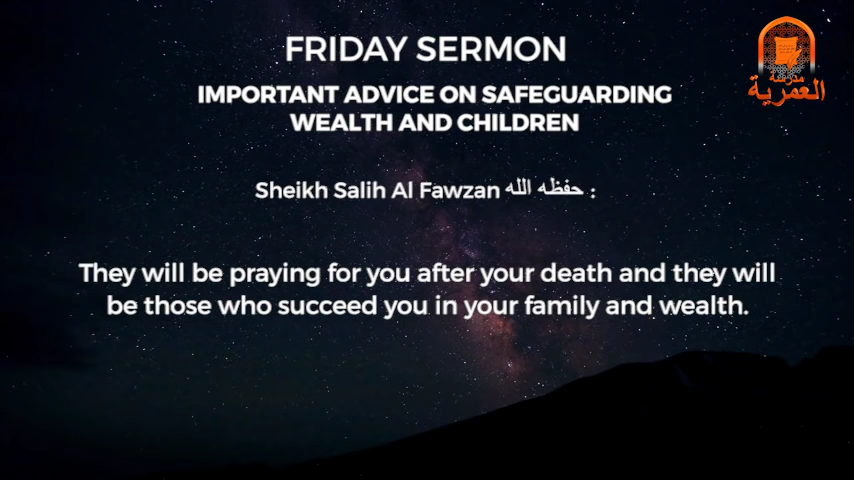 FRIDAY SERMON
IMPORTANT ADVICE ON SAFEGUARDING
WEALTH AND CHILDREN
Sheikh Salih Al Fawzan حفظه الله :
They will be praying for you after your death and they will
be those who succeed you in your family and wealth.
مدرسة
العمرية